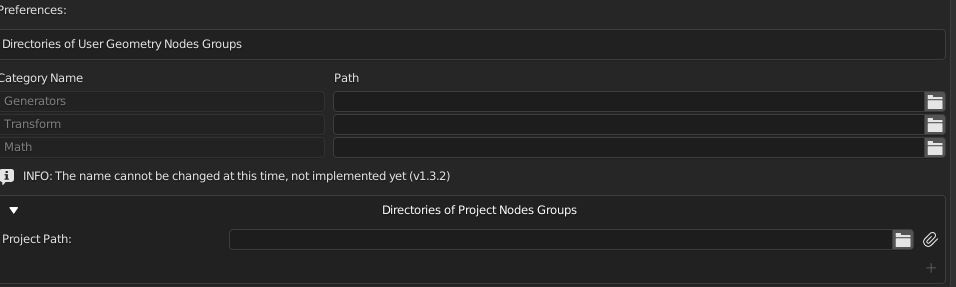 Preferences:
Directories of User Geometry Nodes Groups
Category Name Path
Generators
Transform
Math
INFO: The name cannot be changed at this time, not implemented yet (v1.3.2)
Directories of Project Nodes Groups
Project Path: